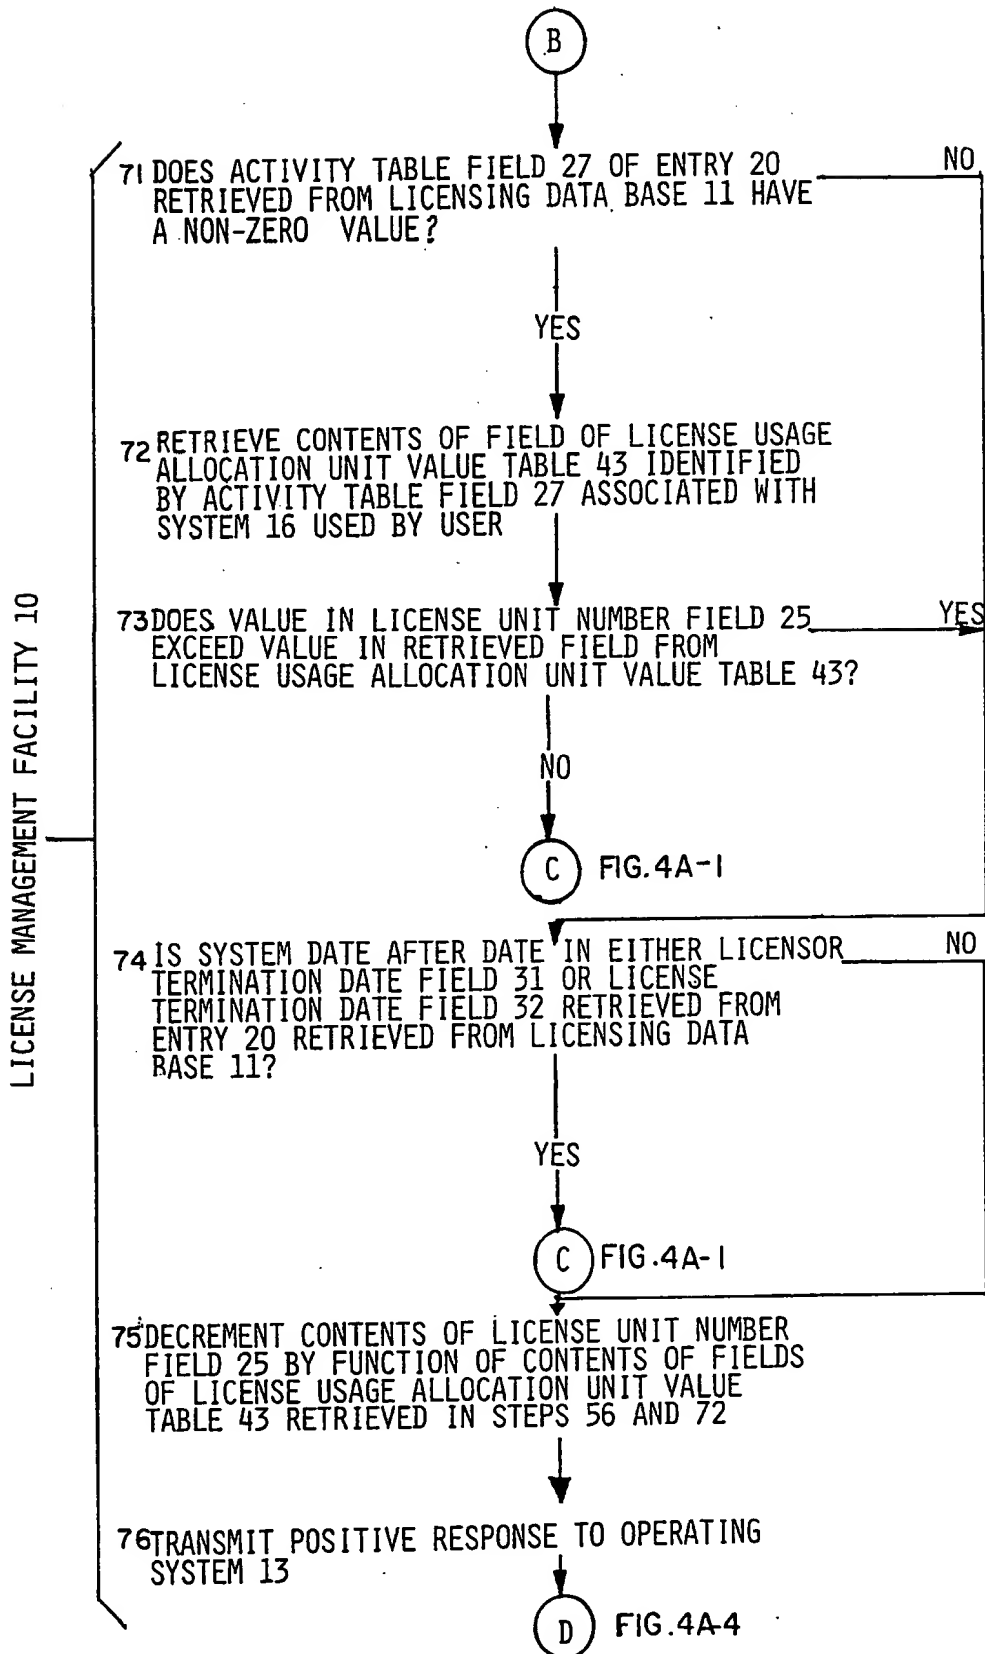 B
71 DOES ACTIVITY TABLE FIELD 27 OF ENTRY 20 NO
RETRIEVED FROM LICENSING DATA BASE 11 HAVE
A NON-ZERO VALUE?
YES
72 RETRIEVE CONTENTS OF FIELD OF LICENSE USAGE
ALLOCATION UNIT VALUE TABLE 43 IDENTIFIED
BY ACTIVITY TABLE FIELD 27 ASSOCIATED WITH
SYSTEM 16 USED BY USER
73 DOES VALUE IN LICENSE UNIT NUMBER FIELD 25 YES
EXCEED VALUE IN RETRIEVED FIELD FROM
LICENSE USAGE ALLOCATION UNIT VALUE TABLE 43?
NO
C FIG.4A-1
74 IS SYSTEM DATE AFTER DATE IN EITHER LICENSOR NO
TERMINATION DATE FIELD 31 OR LICENSE
TERMINATION DATE FIELD 32 RETRIEVED FROM
ENTRY 20 RETRIEVED FROM LICENSING DATA
BASE 11?
YES
C FIG.4A-1
75 DECREMENT CONTENTS OF LICENSE UNIT NUMBER
FIELD 25 BY FUNCTION OF CONTENTS OF FIELDS
OF LICENSE USAGE ALLOCATION UNIT VALUE
TABLE 43 RETRIEVED IN STEPS 56 AND 72
76 TRANSMIT POSITIVE RESPONSE TO OPERATING
SYSTEM 13
D FIG.4A-4
LICENSE MANAGEMENT FACILITY 10